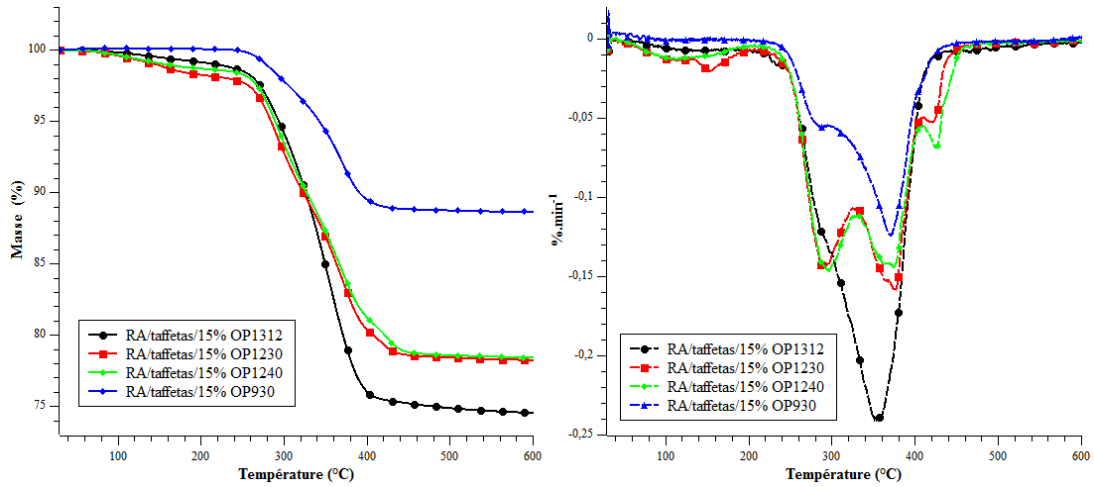 100
95
90
85
80
75
Masse (%)
RA/taffetas/15% OP1312
RA/taffetas/15% OP1230
RA/taffetas/15% OP1240
RA/taffetas/15% OP930
100
200
300
400
500
600
Température (°C)
0
-0,05
-0,1
-0,15
-0,2
-0,25
%.min-1
RA/taffetas/15% OP1312
RA/taffetas/15% OP1230
RA/taffetas/15% OP1240
RA/taffetas/15% OP930
100
200
300
400
500
600
Température (°C)